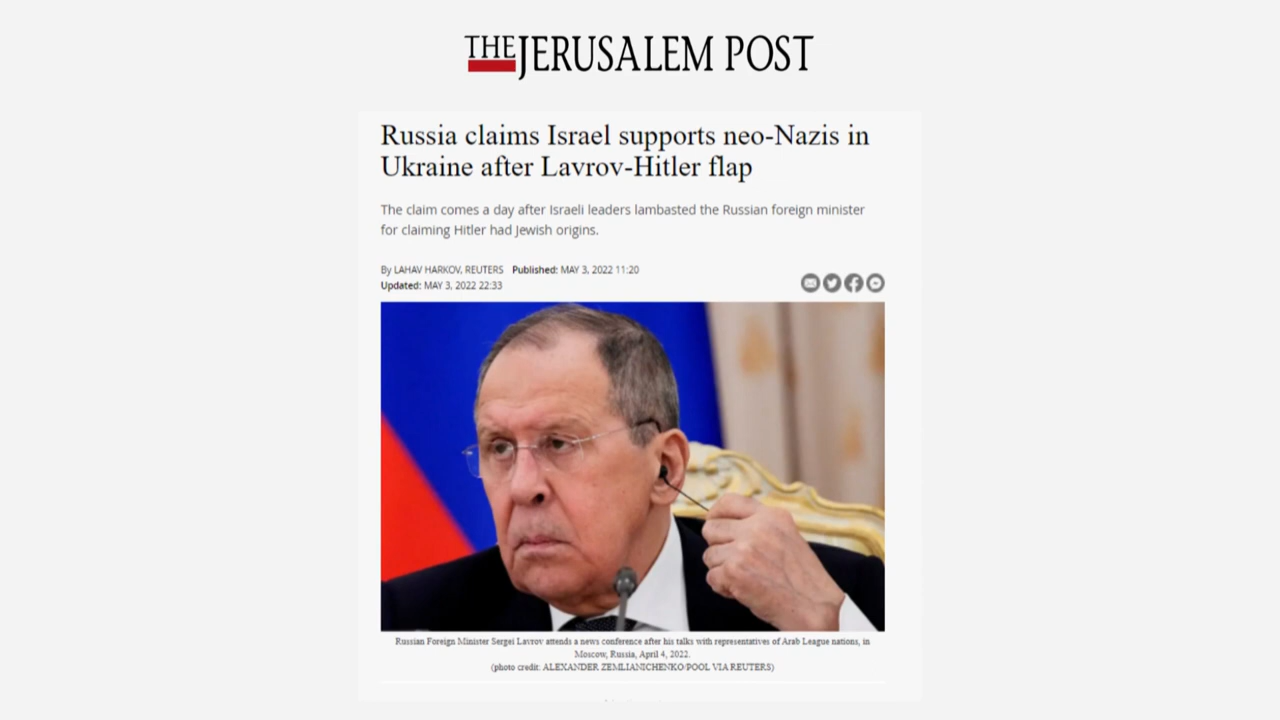 THE JERUSALEM POST
Russia claims Israel supports neo-Nazis in
Ukraine after Lavrov-Hitler flap
The claim comes a day after Israeli leaders lambasted the Russian foreign minister
for claiming Hitler had Jewish origins.
By LAHAV HARKOV, REUTERS Published: MAY 3, 2022 11:20
Updated: MAY 3, 2022 22:33
Russian Foreign Minister Sergei Lavrov attends a news conference after his talks with representatives of Arab League nations, in
Moscow, Russia, April 4, 2022.
(photo credit: ALEXANDER ZEMLIANICHENKO/POOL VIA REUTERS)